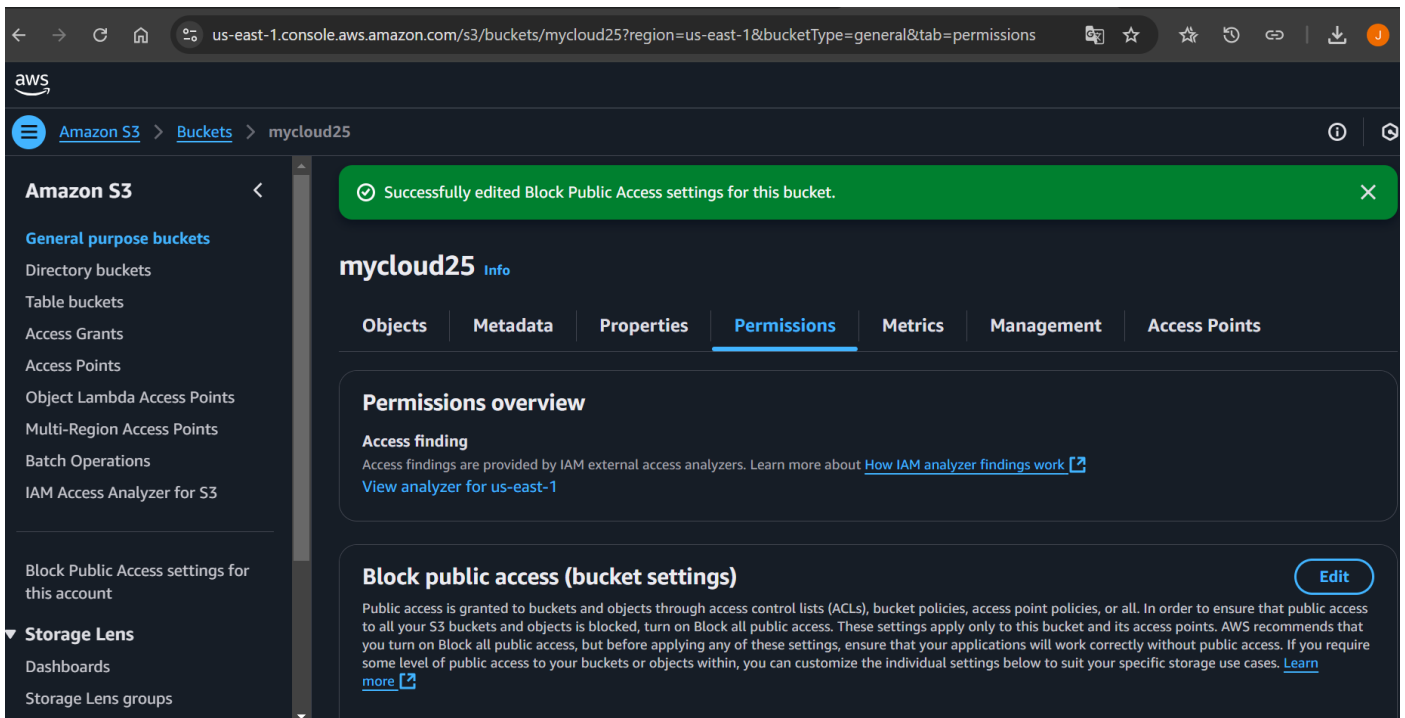 us-east-1.console.aws.amazon.com/s3/buckets/mycloud25?region=us-east-1&bucketType=general&tab=permissions
J
aws
Amazon S3 > Buckets > mycloud25
Amazon S3
General purpose buckets
Directory buckets
Table buckets
Access Grants
Access Points
Object Lambda Access Points
Multi-Region Access Points
Batch Operations
IAM Access Analyzer for S3
Block Public Access settings for
this account
Storage Lens
Dashboards
Storage Lens groups
Successfully edited Block Public Access settings for this bucket.
mycloud25 Info
Objects Metadata Properties Permissions Metrics Management Access Points
Permissions overview
Access finding
Access findings are provided by IAM external access analyzers. Learn more about How IAM analyzer findings work
View analyzer for us-east-1
Block public access (bucket settings)
Edit
Public access is granted to buckets and objects through access control lists (ACLs), bucket policies, access point policies, or all. In order to ensure that public access
to all your S3 buckets and objects is blocked, turn on Block all public access. These settings apply only to this bucket and its access points. AWS recommends that
you turn on Block all public access, but before applying any of these settings, ensure that your applications will work correctly without public access. If you require
some level of public access to your buckets or objects within, you can customize the individual settings below to suit your specific storage use cases. Learn
more